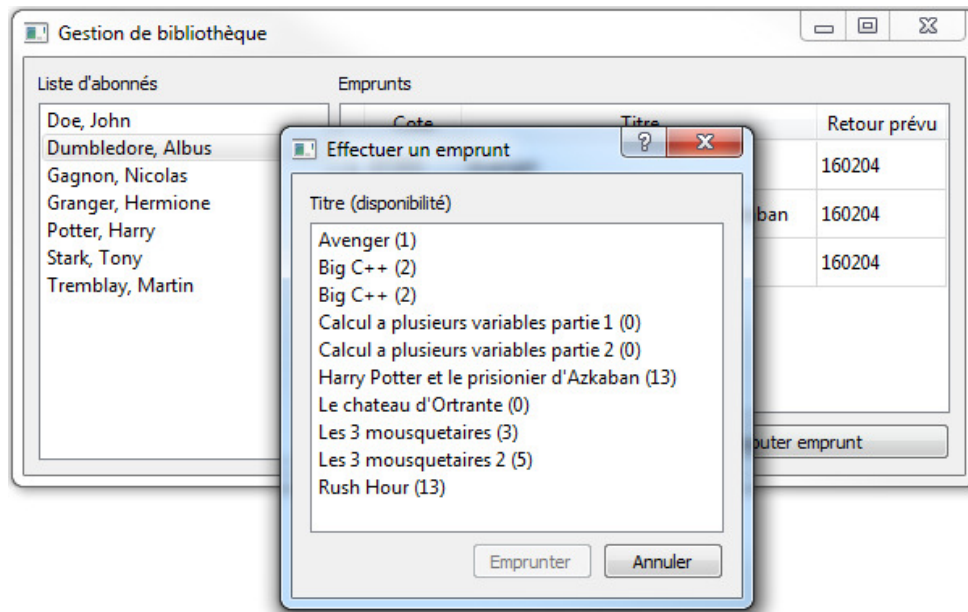 Gestion de bibliothèque
Liste d'abonnés
Emprunts
Doe, John
Dumbledore, Albus
Gagnon, Nicolas
Granger, Hermione
Potter, Harry
Stark, Tony
Tremblay, Martin
Cote Titre Retour prévu
160204
ban 160204
160204
outer emprunt
Effectuer un emprunt
Titre (disponibilité)
Avenger (1)
Big C++ (2)
Big C++ (2)
Calcul a plusieurs variables partie 1 (0)
Calcul a plusieurs variables partie 2 (0)
Harry Potter et le prisionier d'Azkaban (13)
Le chateau d'Ortrante (0)
Les 3 mousquetaires (3)
Les 3 mousquetaires 2 (5)
Rush Hour (13)
Emprunter Annuler